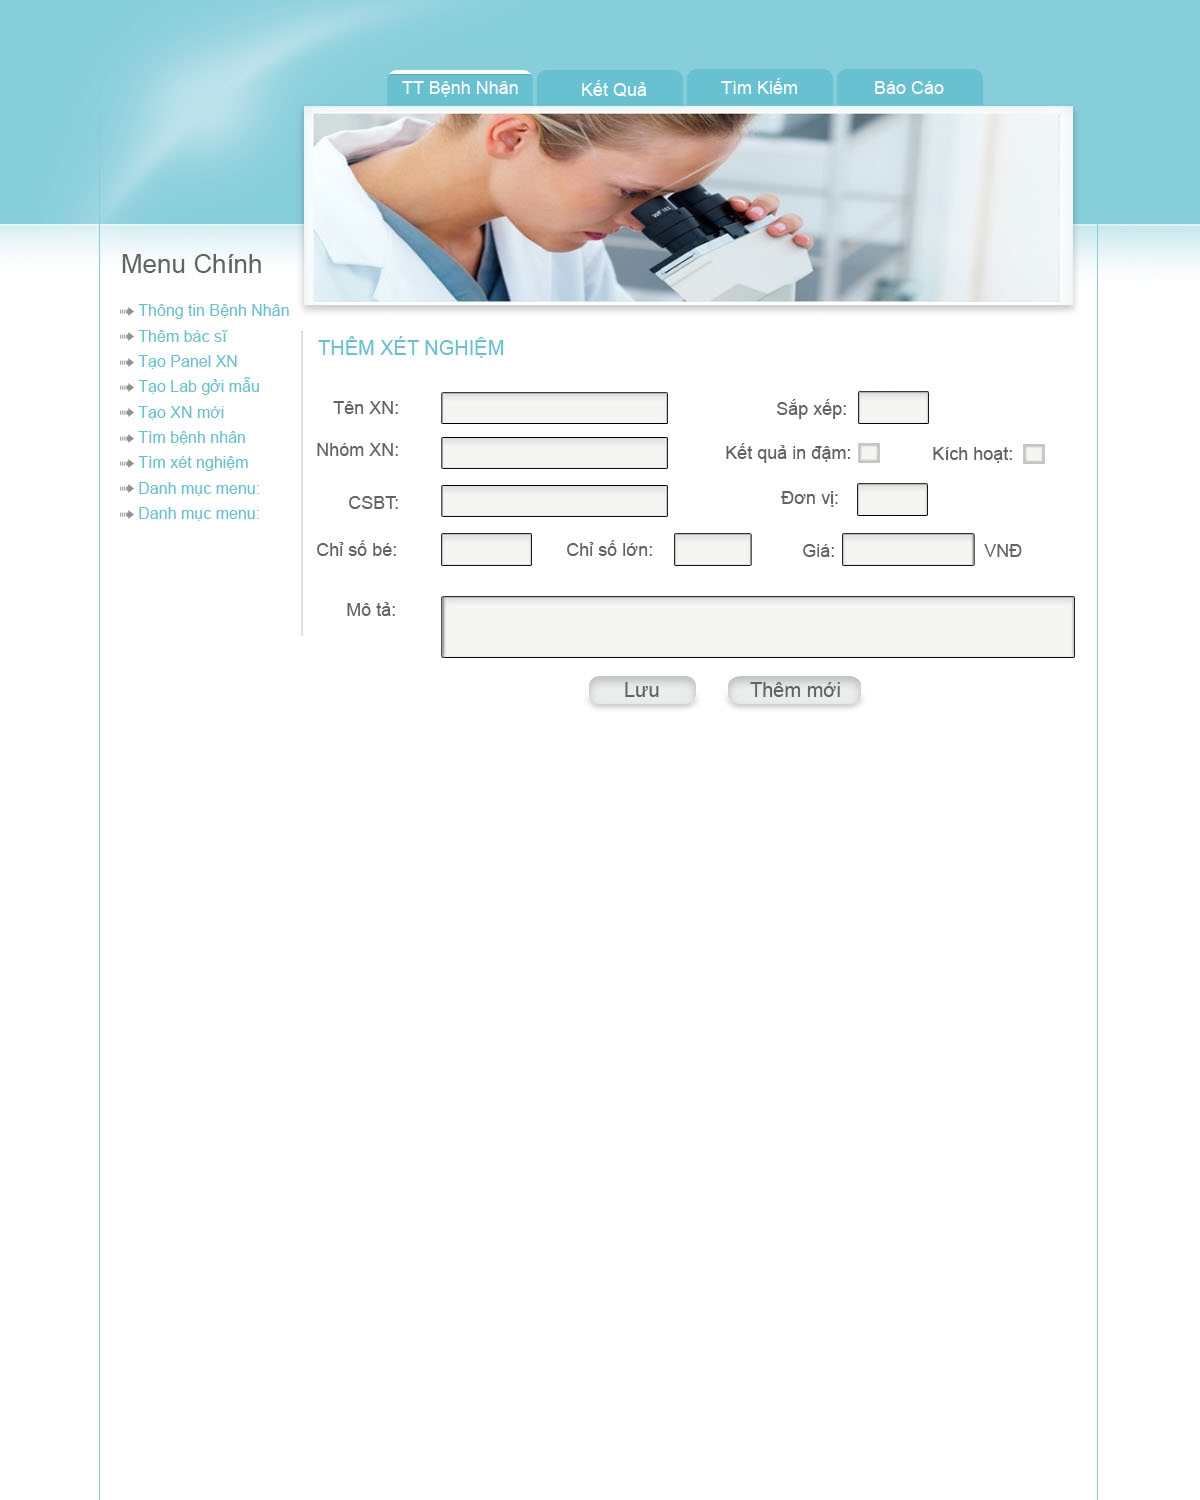 TT Bệnh Nhân
Kết Quả
Tìm Kiếm
Báo Cáo
WF 10X
Menu Chính
Thông tin Bệnh Nhân
Thêm bác sĩ
Tạo Panel XN
Tạo Lab gởi mẫu
Tạo XN mới
Tìm bệnh nhân
Tìm xét nghiệm
Danh mục menu:
Danh mục menu:
THÊM XÉT NGHIỆM
Tên XN:
Sắp xếp:
Nhóm XN:
Kết quả in đậm:
Kích hoạt:
CSBT:
Đơn vị:
Chỉ số bé:
Chỉ số lớn:
Giá:
VNĐ
Mô tả:
Lưu
Thêm mới